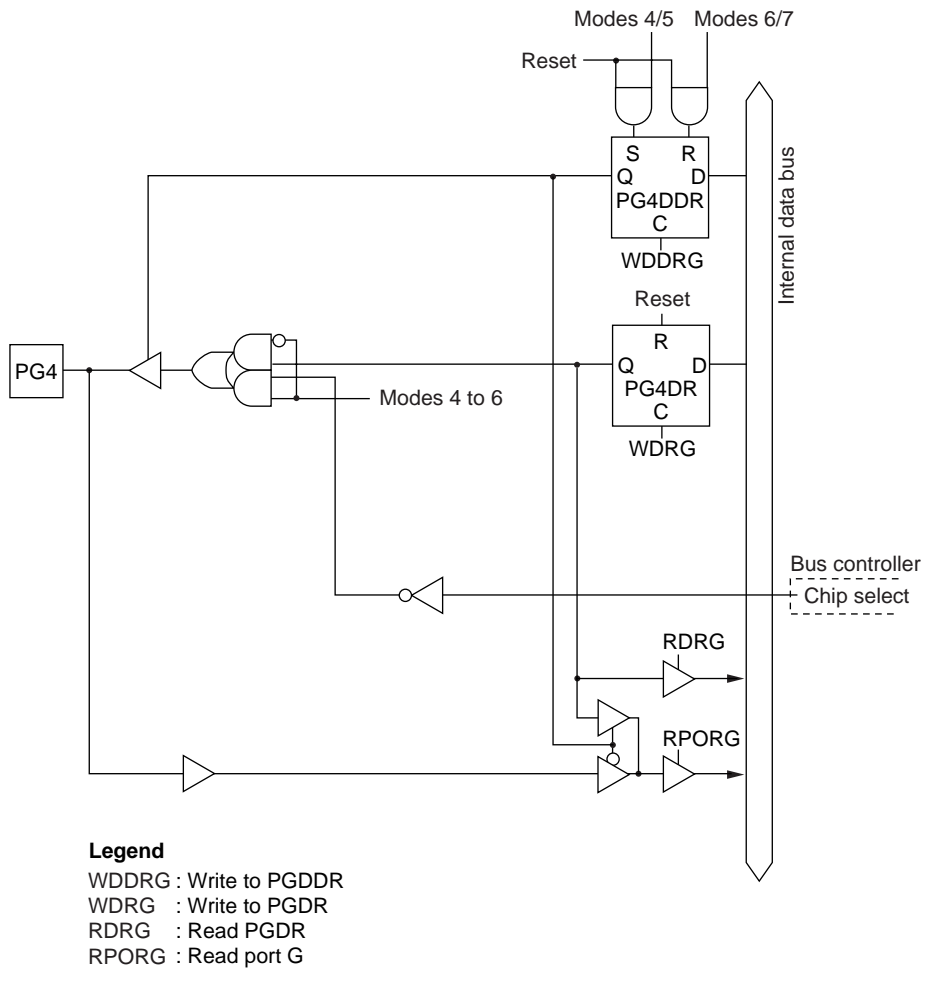 Modes 4/5
Modes 6/7
Reset
S
R
Q
D
PG4DDR
C
WDDRG
Internal data bus
Reset
R
Q
D
PG4DR
C
WDRG
PG4
Modes 4 to 6
Bus controller
Chip select
RDRG
RPORG
Legend
WDDRG : Write to PGDDR
WDRG : Write to PGDR
RDRG : Read PGDR
RPORG : Read port G